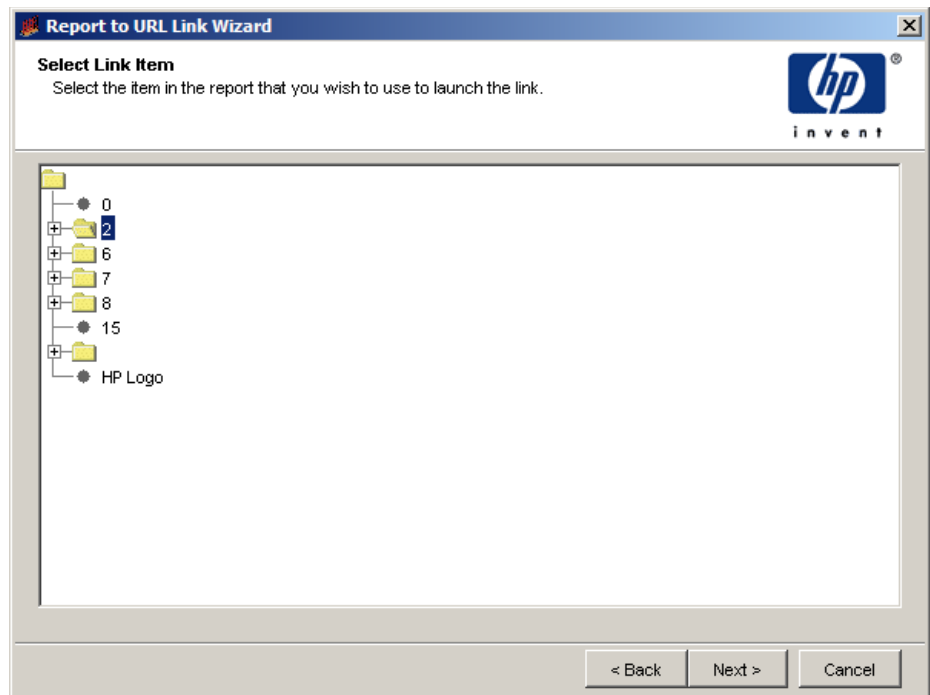 Report to URL Link Wizard
Select Link Item
Select the item in the report that you wish to use to launch the link.
hp
®
invent
0
2
6
7
8
15
HP Logo
< Back Next > Cancel